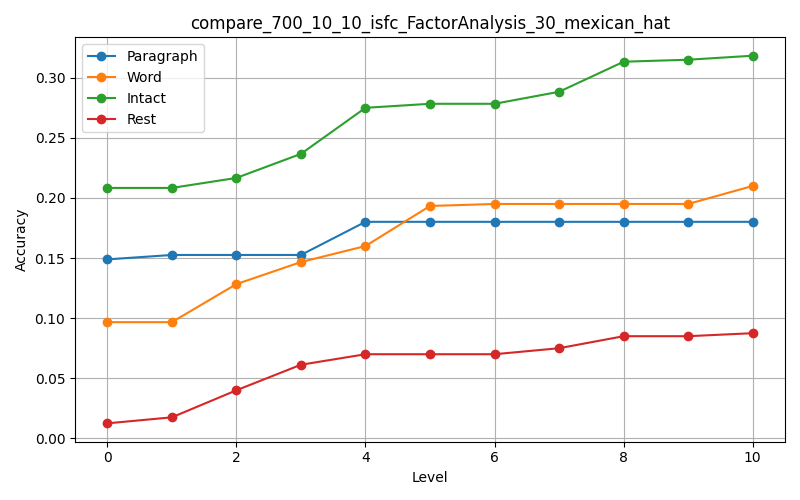 compare_700_10_10_isfc_FactorAnalysis_30_mexican_hat
Paragraph
Word
Intact
Rest
Accuracy
0.30
0.25
0.20
0.15
0.10
0.05
0.00
0 2 4 6 8 10
Level